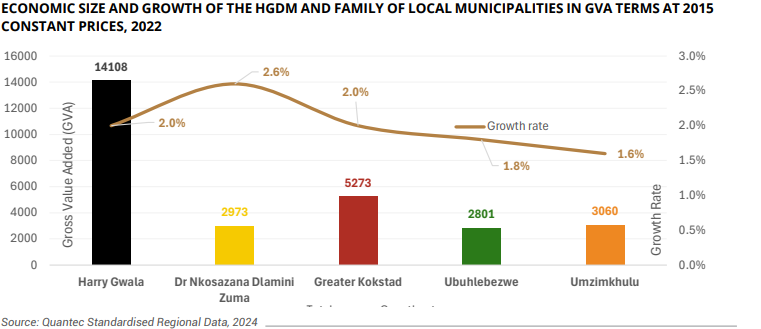 ECONOMIC SIZE AND GROWTH OF THE HGDM AND FAMILY OF LOCAL MUNICIPALITIES IN GVA TERMS AT 2015
CONSTANT PRICES, 2022
16000
14000
12000
10000
8000
6000
4000
2000
0
Gross Value Added (GVA)
14108
2973
5273
2801
3060
2.0%
2.6%
2.0%
1.8%
1.6%
Growth rate
3.0%
2.5%
2.0%
1.5%
1.0%
0.5%
0.0%
Growth Rate
Harry Gwala
Dr Nkosazana Dlamini
Zuma
Greater Kokstad
Ubuhlebezwe
Umzimkhulu
Source: Quantec Standardised Regional Data, 2024